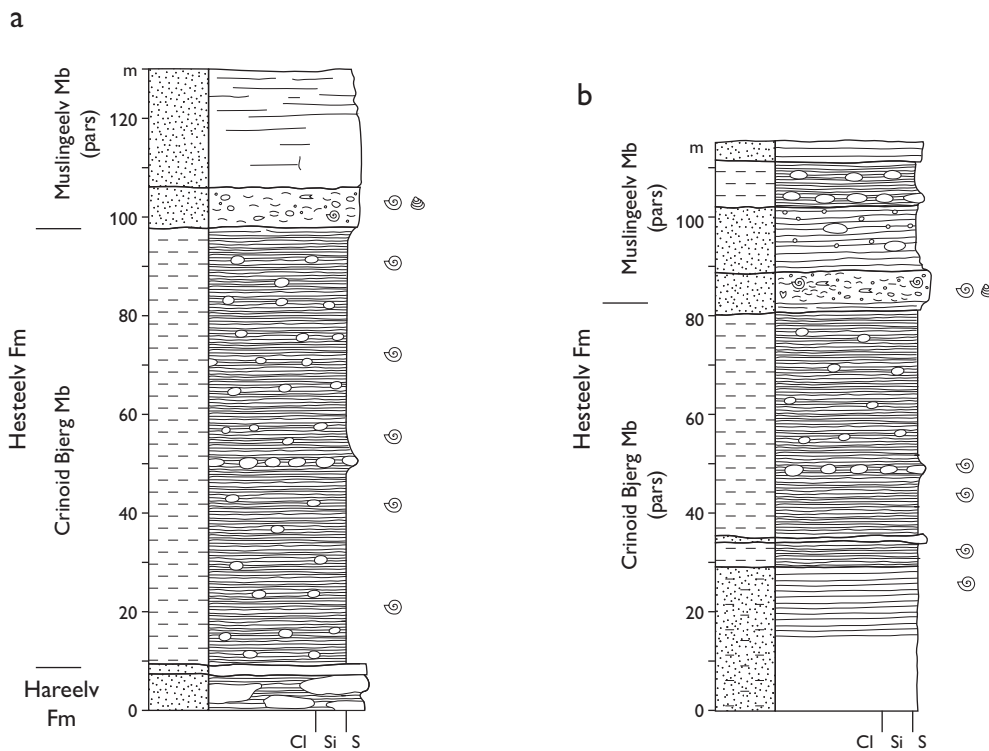 a
Muslingeelv Mb
(pars)
Hesteelv Fm
Crinoid Bjerg Mb
Hareelv
Fm
m
120
100
80
60
40
20
0
Cl
Si
S
b
Muslingeelv Mb
(pars)
Hesteelv Fm
Crinoid Bjerg Mb
(pars)
m
100
80
60
40
20
0
Cl
Si
S